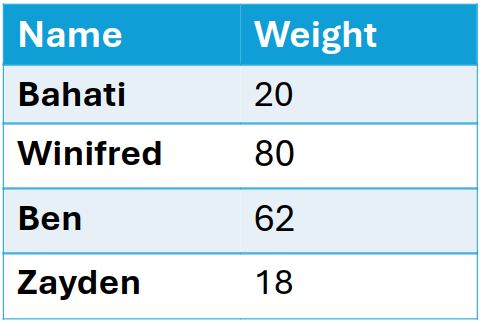 Name Weight
Bahati 20
Winifred 80
Ben 62
Zayden 18